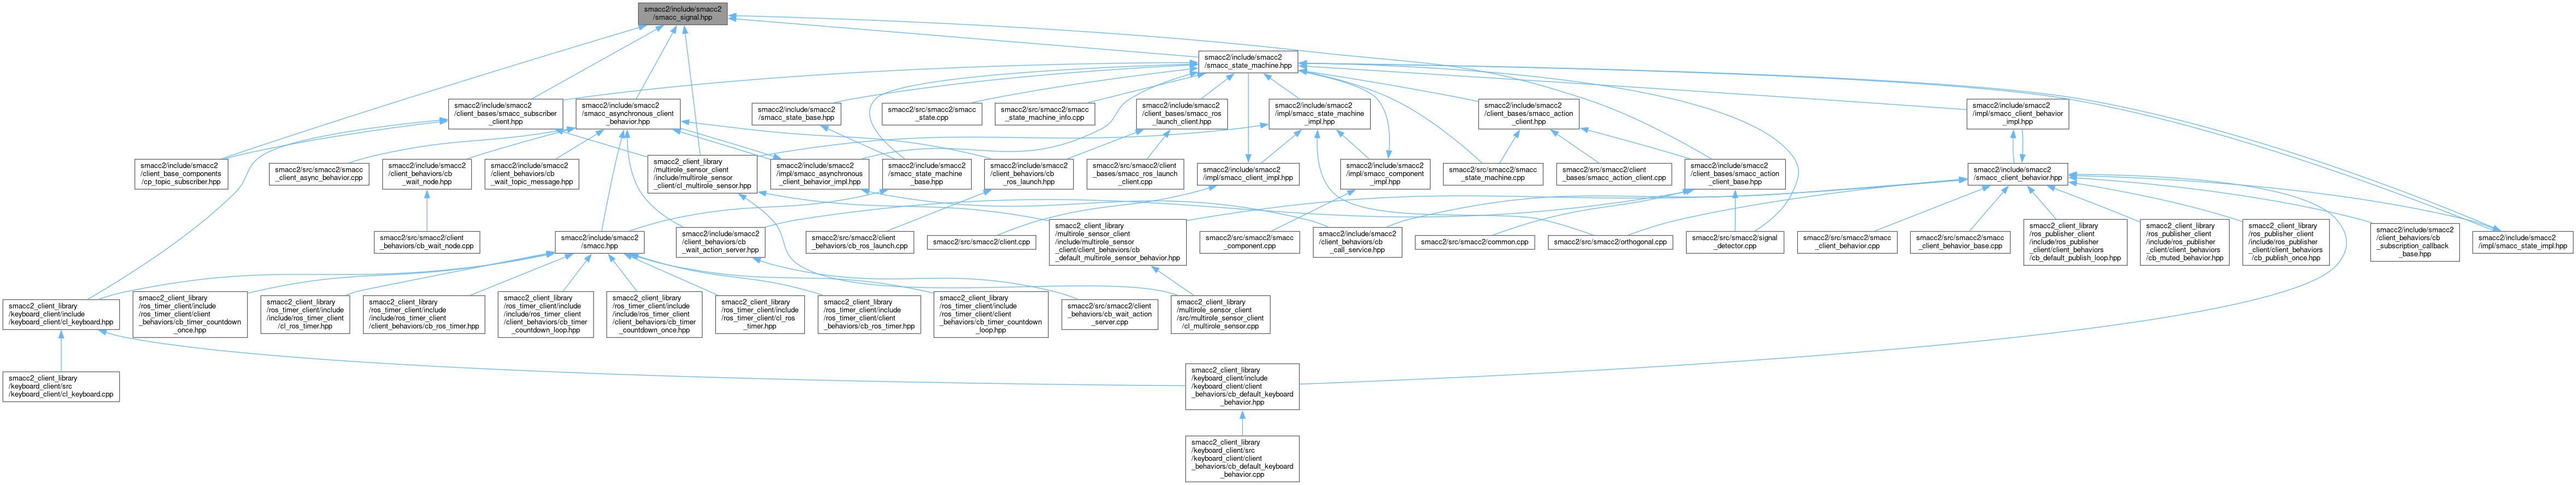 smacc2/include/smacc2
/smacc_signal.hpp
smacc2/include/smacc2
/smacc_state_machine.hpp
smacc2/include/smacc2
/client_bases/smacc_subscriber
_client.hpp
smacc2/include/smacc2
/smacc_asynchronous_client
_behavior.hpp
smacc2/include/smacc2
/smacc_state_base.hpp
smacc2/src/smacc2/smacc
_state.cpp
smacc2/src/smacc2/smacc
_state_machine_info.cpp
smacc2/include/smacc2
/client_bases/smacc_ros
_launch_client.hpp
smacc2/include/smacc2
/impl/smacc_state_machine
_impl.hpp
smacc2/include/smacc2
/client_bases/smacc_action
_client.hpp
smacc2/include/smacc2
/impl/smacc_client_behavior
_impl.hpp
smacc2/include/smacc2
/client_base_components
/cp_topic_subscriber.hpp
smacc2/src/smacc2/smacc
_client_async_behavior.cpp
smacc2/include/smacc2
/client_behaviors/cb
_wait_node.hpp
smacc2/include/smacc2
/client_behaviors/cb
_wait_topic_message.hpp
smacc2_client_library
/multirole_sensor_client
/include/multirole_sensor
_client/cl_multirole_sensor.hpp
smacc2/include/smacc2
/impl/smacc_asynchronous
_client_behavior_impl.hpp
smacc2/include/smacc2
/smacc_state_machine
_base.hpp
smacc2/include/smacc2
/client_behaviors/cb
_ros_launch.hpp
smacc2/src/smacc2/client
_bases/smacc_ros_launch
_client.cpp
smacc2/include/smacc2
/impl/smacc_client_impl.hpp
smacc2/include/smacc2
/impl/smacc_component
_impl.hpp
smacc2/src/smacc2/smacc
_state_machine.cpp
smacc2/src/smacc2/client
_bases/smacc_action_client.cpp
smacc2/include/smacc2
/client_bases/smacc_action
_client_base.hpp
smacc2/include/smacc2
/smacc_client_behavior.hpp
smacc2/src/smacc2/client
_behaviors/cb_wait_node.cpp
smacc2/include/smacc2
/smacc.hpp
smacc2/include/smacc2
/client_behaviors/cb
_wait_action_server.hpp
smacc2/src/smacc2/client
_behaviors/cb_ros_launch.cpp
smacc2/src/smacc2/client.cpp
smacc2_client_library
/multirole_sensor_client
/include/multirole_sensor
_client/client_behaviors/cb
_default_multirole_sensor_behavior.hpp
smacc2/src/smacc2/smacc
_component.cpp
smacc2/include/smacc2
/client_behaviors/cb
_call_service.hpp
smacc2/src/smacc2/common.cpp
smacc2/src/smacc2/orthogonal.cpp
smacc2/src/smacc2/signal
_detector.cpp
smacc2/src/smacc2/smacc
_client_behavior.cpp
smacc2/src/smacc2/smacc
_client_behavior_base.cpp
smacc2_client_library
/ros_publisher_client
/include/ros_publisher
_client/client_behaviors
/cb_default_publish_loop.hpp
smacc2_client_library
/ros_publisher_client
/include/ros_publisher
_client/client_behaviors
/cb_muted_behavior.hpp
smacc2_client_library
/ros_publisher_client
/include/ros_publisher
_client/client_behaviors
/cb_publish_once.hpp
smacc2/include/smacc2
/client_behaviors/cb
_subscription_callback
_base.hpp
smacc2/include/smacc2
/impl/smacc_state_impl.hpp
smacc2_client_library
/keyboard_client/include
/keyboard_client/cl_keyboard.hpp
smacc2_client_library
/ros_timer_client/include
/ros_timer_client/client
_behaviors/cb_timer_countdown
_once.hpp
smacc2_client_library
/ros_timer_client/include
/include/ros_timer_client
/cl_ros_timer.hpp
smacc2_client_library
/ros_timer_client/include
/include/ros_timer_client
/client_behaviors/cb_ros_timer.hpp
smacc2_client_library
/ros_timer_client/include
/include/ros_timer_client
/client_behaviors/cb_timer
_countdown_loop.hpp
smacc2_client_library
/ros_timer_client/include
/include/ros_timer_client
/client_behaviors/cb_timer
_countdown_once.hpp
smacc2_client_library
/ros_timer_client/include
/ros_timer_client/cl_ros
_timer.hpp
smacc2_client_library
/ros_timer_client/include
/ros_timer_client/client
_behaviors/cb_ros_timer.hpp
smacc2_client_library
/ros_timer_client/include
/ros_timer_client/client
_behaviors/cb_timer_countdown
_loop.hpp
smacc2/src/smacc2/client
_behaviors/cb_wait_action
_server.cpp
smacc2_client_library
/multirole_sensor_client
/src/multirole_sensor_client
/cl_multirole_sensor.cpp
smacc2_client_library
/keyboard_client/src
/keyboard_client/cl_keyboard.cpp
smacc2_client_library
/keyboard_client/include
/keyboard_client/client
_behaviors/cb_default_keyboard
_behavior.hpp
smacc2_client_library
/keyboard_client/src
/keyboard_client/client
_behaviors/cb_default_keyboard
_behavior.cpp